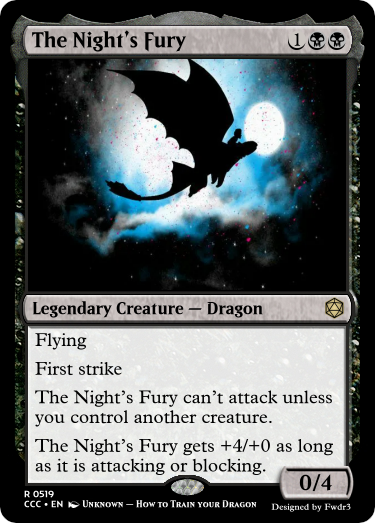 The Night's Fury 1
Legendary Creature — Dragon
Flying
First strike
The Night's Fury can't attack unless
you control another creature.
The Night's Fury gets +4/+0 as long
as it is attacking or blocking.
0/4
R 0519
CCC • EN Unknown — How to Train your Dragon
Designed by Fwdr3